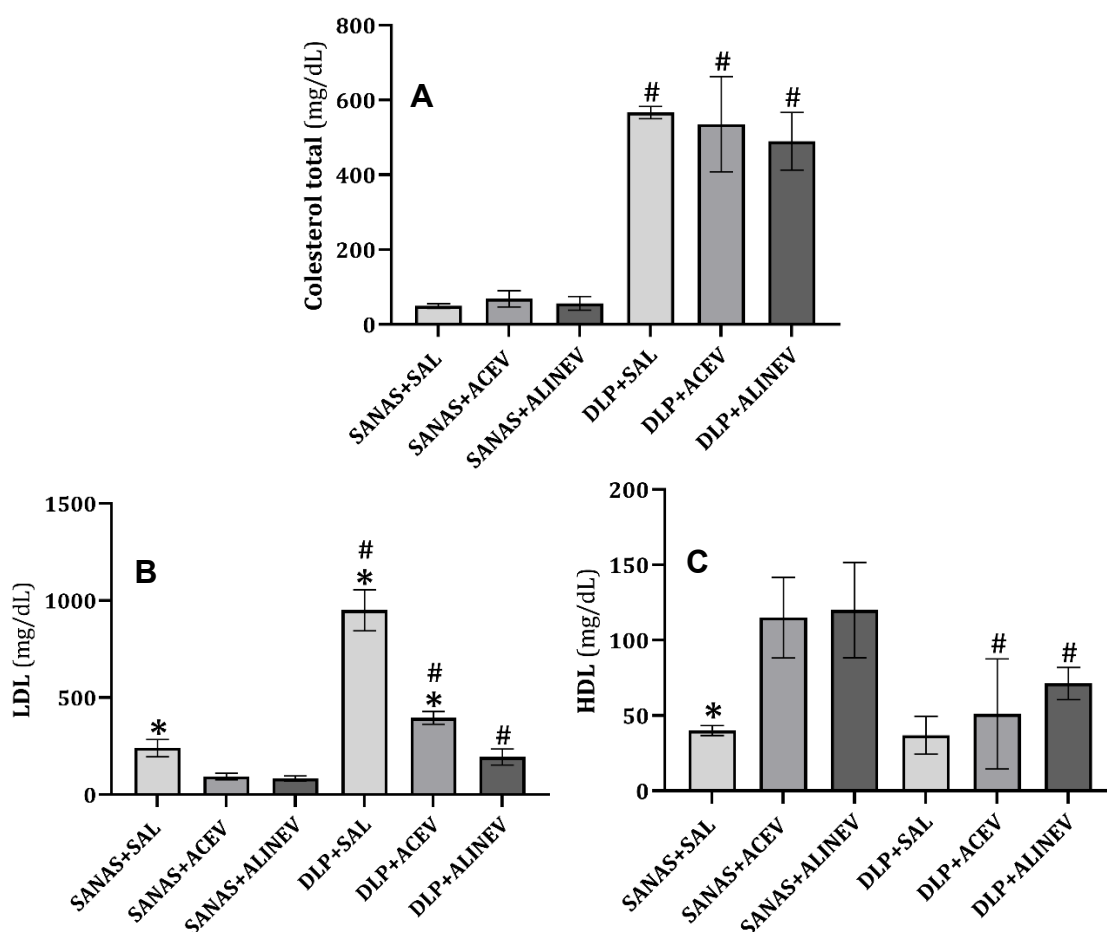 Colesterol total (mg/dL)
800
600
400
200
0
A
#
#
#
SANAS+SAL
SANAS+ACEV
SANAS+ALINEV
DLP+SAL
DLP+ACEV
DLP+ALINEV
LDL (mg/dL)
1500
1000
500
0
B
*
#
*
#
*
#
SANAS+SAL
SANAS+ACEV
SANAS+ALINEV
DLP+SAL
DLP+ACEV
DLP+ALINEV
HDL (mg/dL)
200
150
100
50
0
C
*
#
#
SANAS+SAL
SANAS+ACEV
SANAS+ALINEV
DLP+SAL
DLP+ACEV
DLP+ALINEV